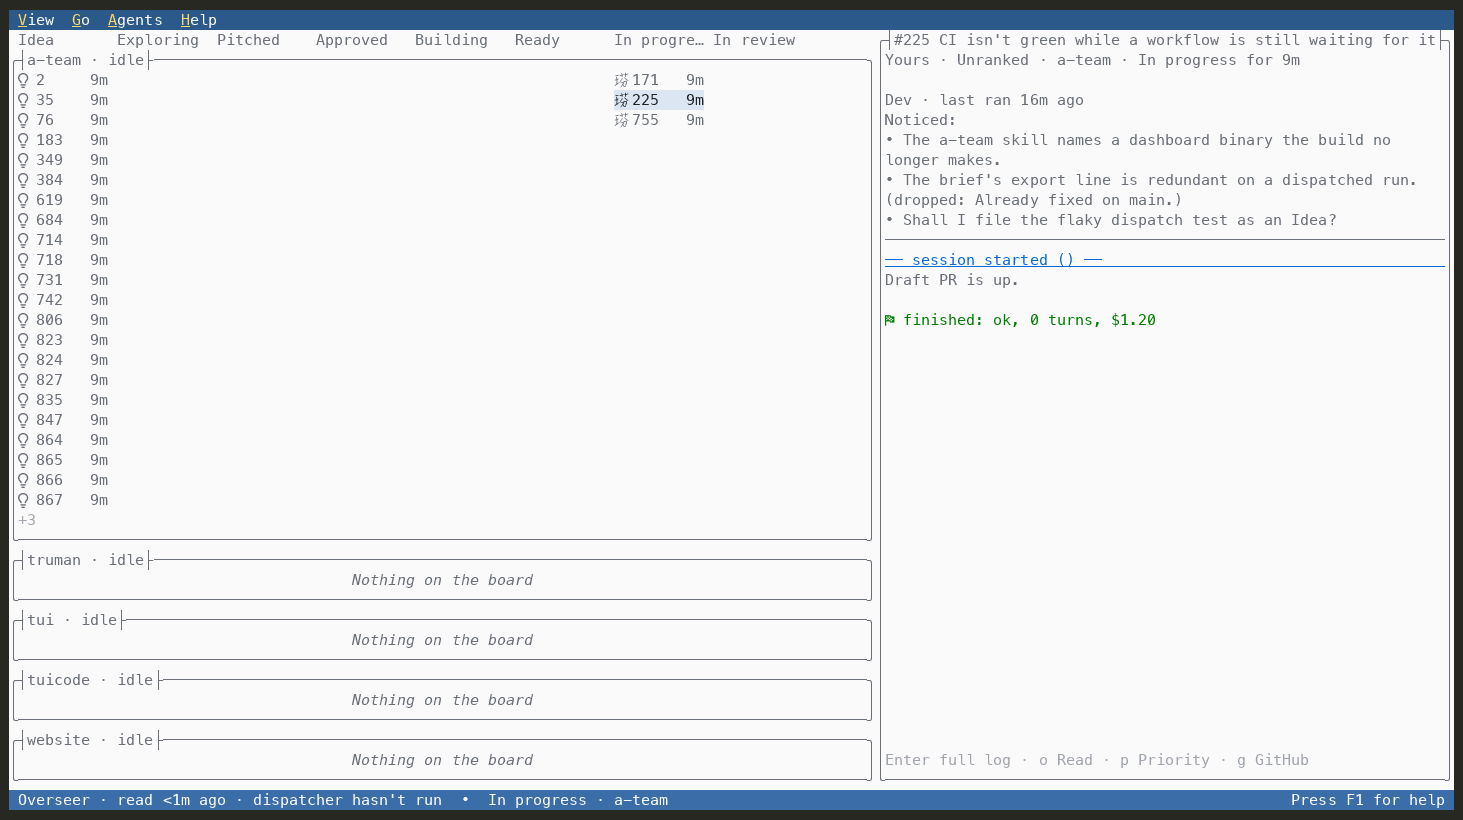 View Go Agents Help
Idea Exploring Pitched Approved Building Ready In progre… In review
a-team · idle
2 9m 171 9m
35 9m 225 9m
76 9m 755 9m
183 9m
349 9m
384 9m
619 9m
684 9m
714 9m
718 9m
731 9m
742 9m
806 9m
823 9m
824 9m
827 9m
835 9m
847 9m
864 9m
865 9m
866 9m
867 9m
+3
truman · idle
Nothing on the board
tui · idle
Nothing on the board
tuicode · idle
Nothing on the board
website · idle
Nothing on the board
#225 CI isn't green while a workflow is still waiting for it
Yours · Unranked · a-team · In progress for 9m
Dev · last ran 16m ago
Noticed:
• The a-team skill names a dashboard binary the build no
longer makes.
• The brief's export line is redundant on a dispatched run.
(dropped: Already fixed on main.)
• Shall I file the flaky dispatch test as an Idea?
── session started () ──
Draft PR is up.
finished: ok, 0 turns, $1.20
Enter full log · o Read · p Priority · g GitHub
Overseer · read <1m ago · dispatcher hasn't run • In progress · a-team Press F1 for help